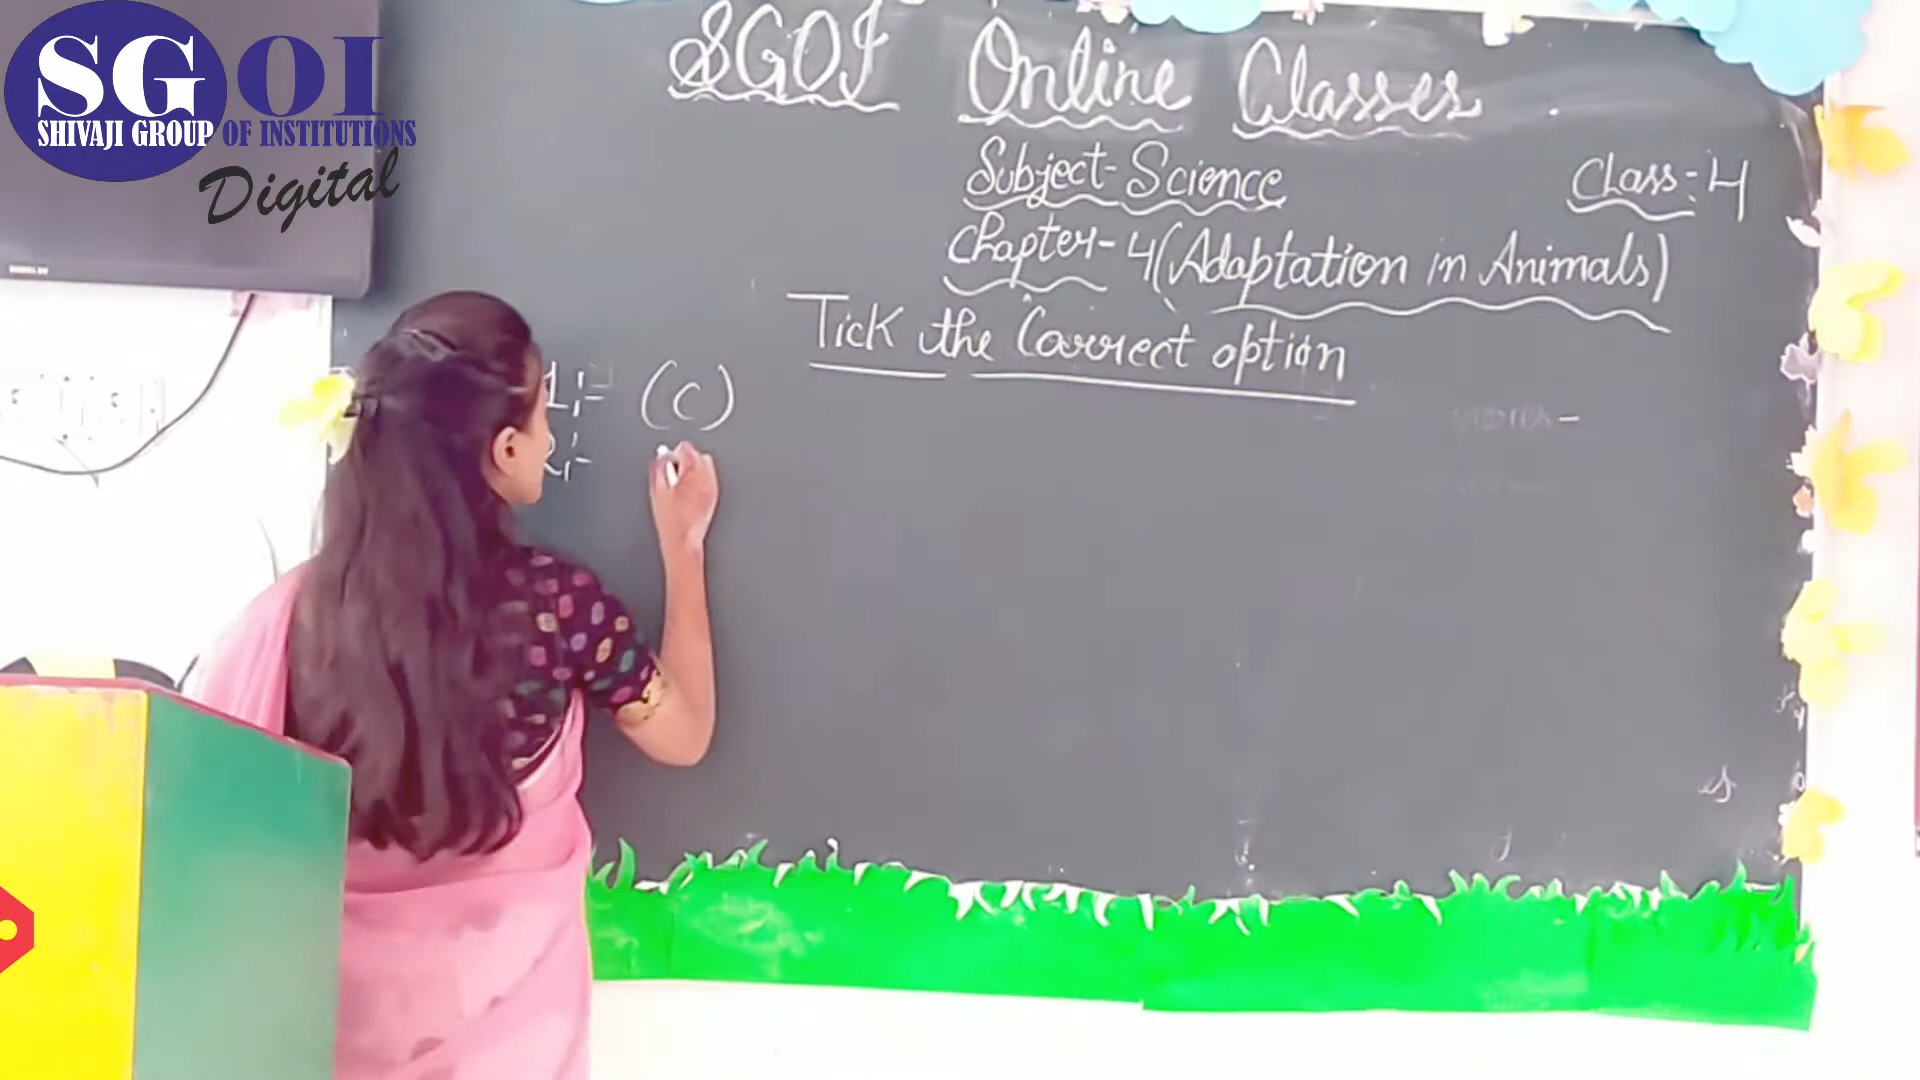 SGOI
SHIVAJI GROUP OF INSTITUTIONS
Digital
SGOI Online Classes
Subject- Science
Class:- 4
Chapter- 4 (Adaptation in Animals)
Tick the Correct option
1:- (C)
2:-